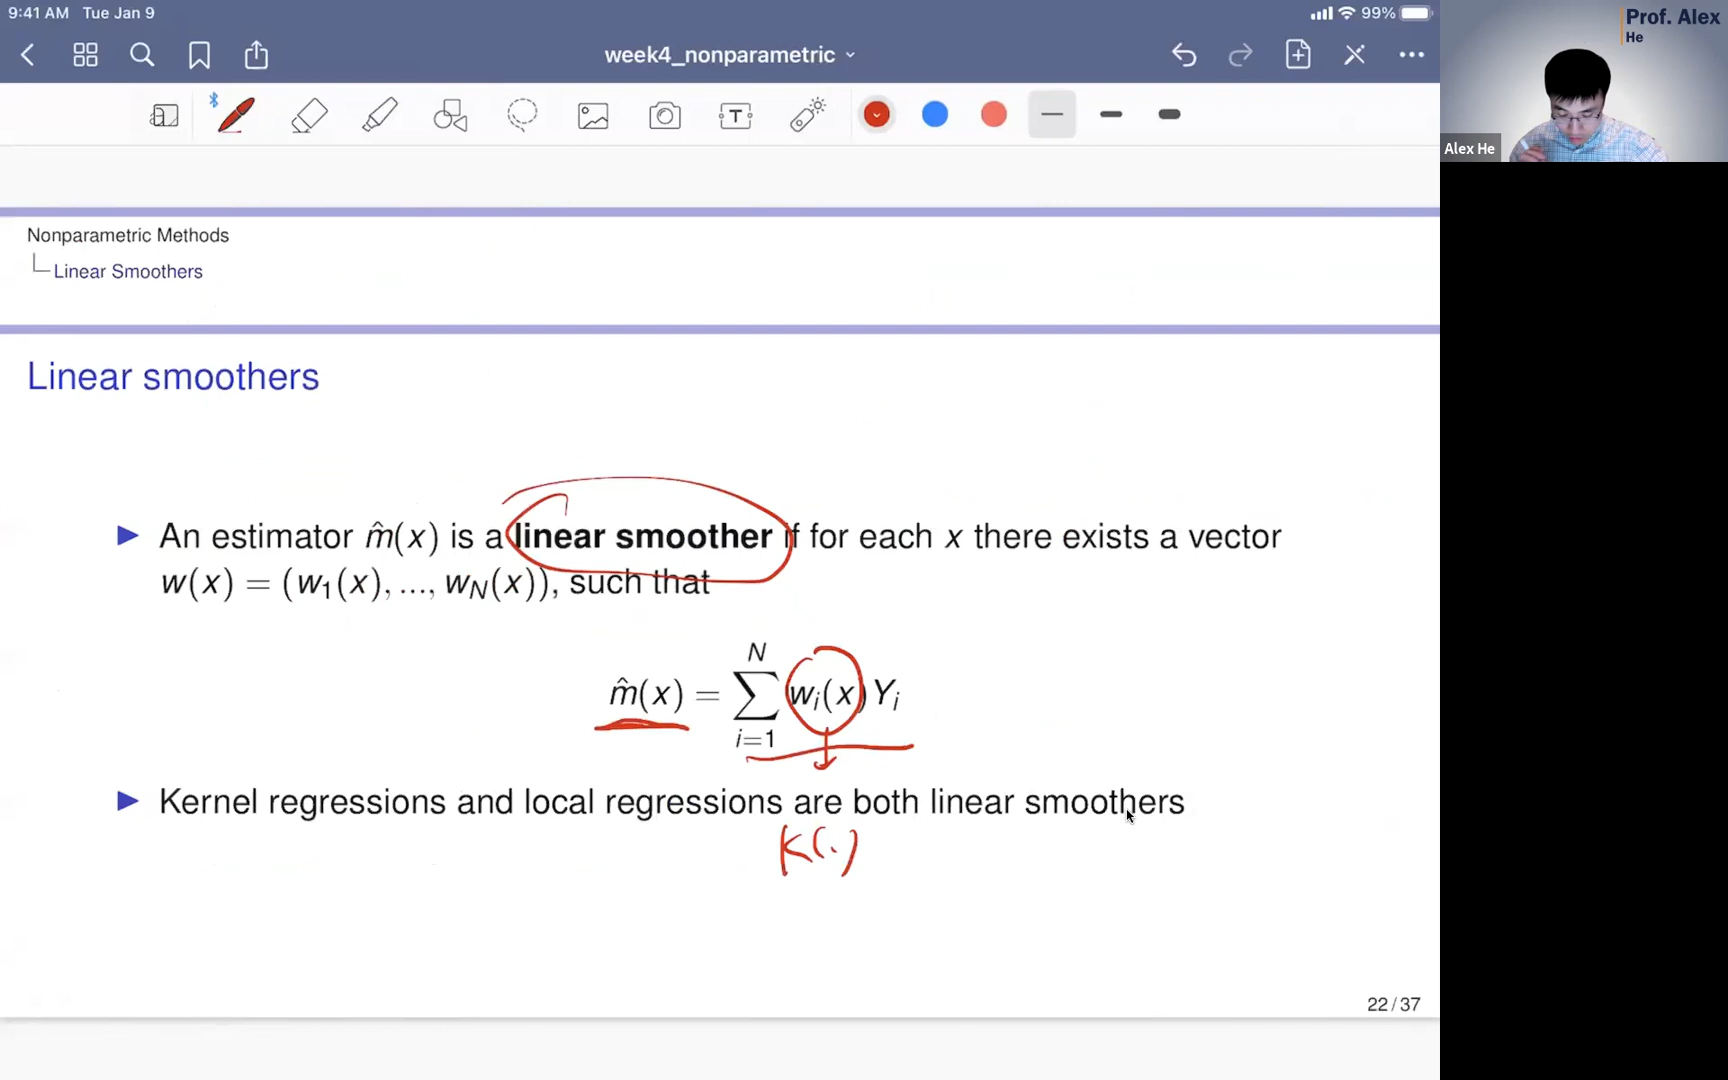 9:41 AM Tue Jan 9
99%
week4_nonparametric
T
Prof. Alex
He
Alex He
Nonparametric Methods
Linear Smoothers
Linear smoothers
► An estimator m̂(x) is a linear smoother if for each x there exists a vector
w(x) = (w₁(x), ..., w_N(x)), such that
m̂(x) = ∑_{i=1}^{N} w_i(x) Y_i
► Kernel regressions and local regressions are both linear smoothers
K(·)
22 / 37